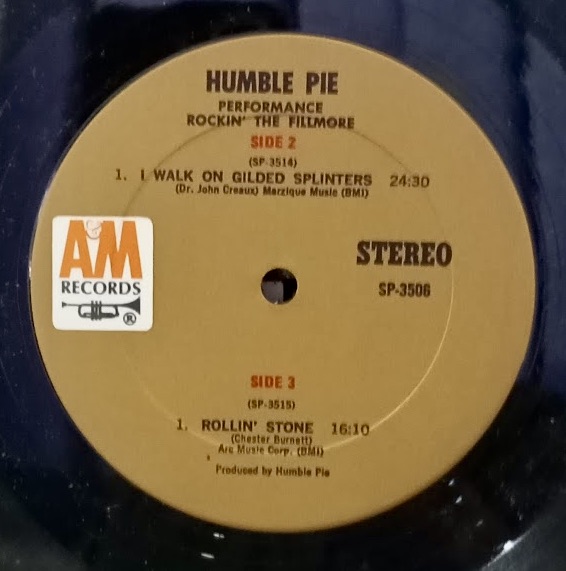 HUMBLE PIE
PERFORMANCE
ROCKIN' THE FILLMORE
SIDE 2
(SP-3514)
1. I WALK ON GILDED SPLINTERS 24:30
(Dr. John Creaux) Marzique Music (BMI)
A&M
RECORDS
®
STEREO
SP-3506
SIDE 3
(SP-3515)
1. ROLLIN' STONE 16:10
(Chester Burnett)
Arc Music Corp. (BMI)
Produced by Humble Pie